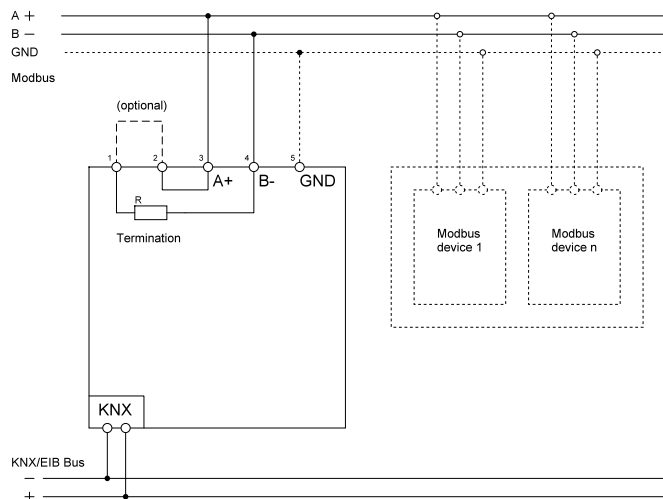 A +
B −
GND
Modbus
(optional)
1 2 3 4 5
A+ B- GND
R
Termination
Modbus
device 1
Modbus
device n
KNX
KNX/EIB Bus
−
+